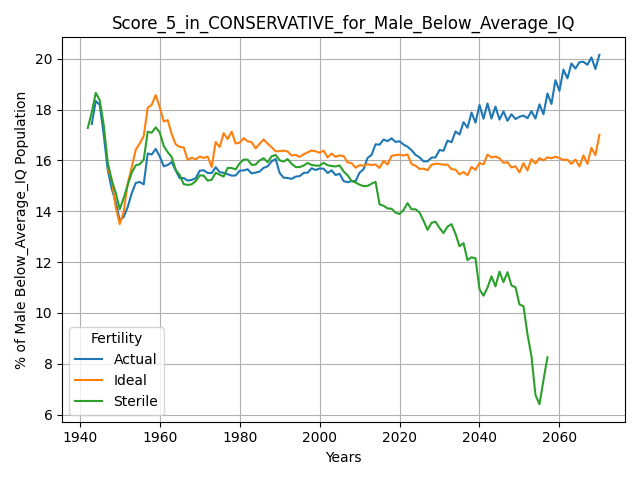 Score_5_in_CONSERVATIVE_for_Male_Below_Average_IQ
% of Male Below_Average_IQ Population
20
18
16
14
12
10
8
6
Fertility
Actual
Ideal
Sterile
1940 1960 1980 2000 2020 2040 2060
Years